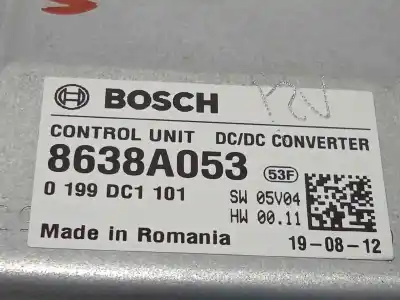 BOSCH
CONTROL UNIT DC/DC CONVERTER
8638A053 53F
0 199 DC1 101
SW 05V04
HW 00.11
Made in Romania 19-08-12